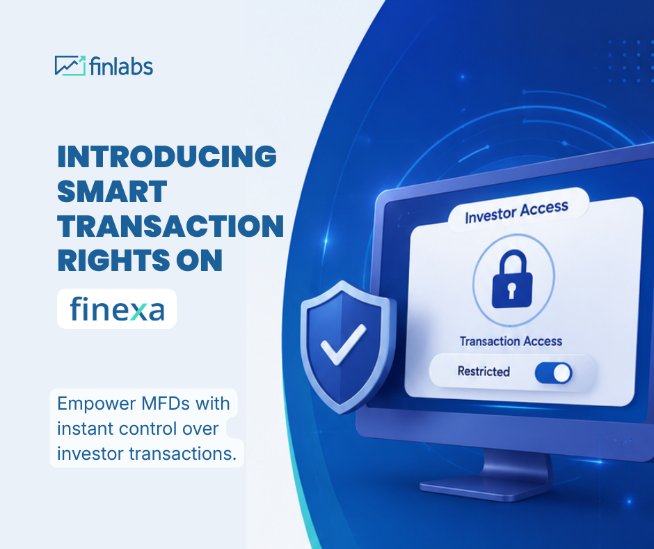 finlabs
INTRODUCING
SMART
TRANSACTION
RIGHTS ON
finexa
Empower MFDs with
instant control over
investor transactions.
Investor Access
Transaction Access
Restricted